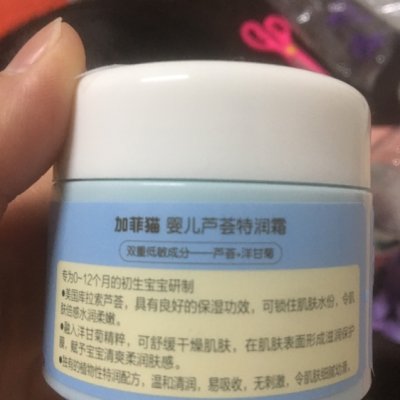 加菲猫 婴儿芦荟特润霜
双重低敏成分——芦荟+洋甘菊
专为0~12个月的初生宝宝研制
●美国库拉索芦荟,具有良好的保湿功效,可锁住肌肤水份,令肌
肤倍感水润柔嫩。
●融入洋甘菊精粹,可舒缓干燥肌肤,在肌肤表面形成滋润保护
膜,赋予宝宝清爽柔润肤感。
●独有的植物性特润配方,温和清润,易吸收,无刺激,令肌肤细腻幼滑。